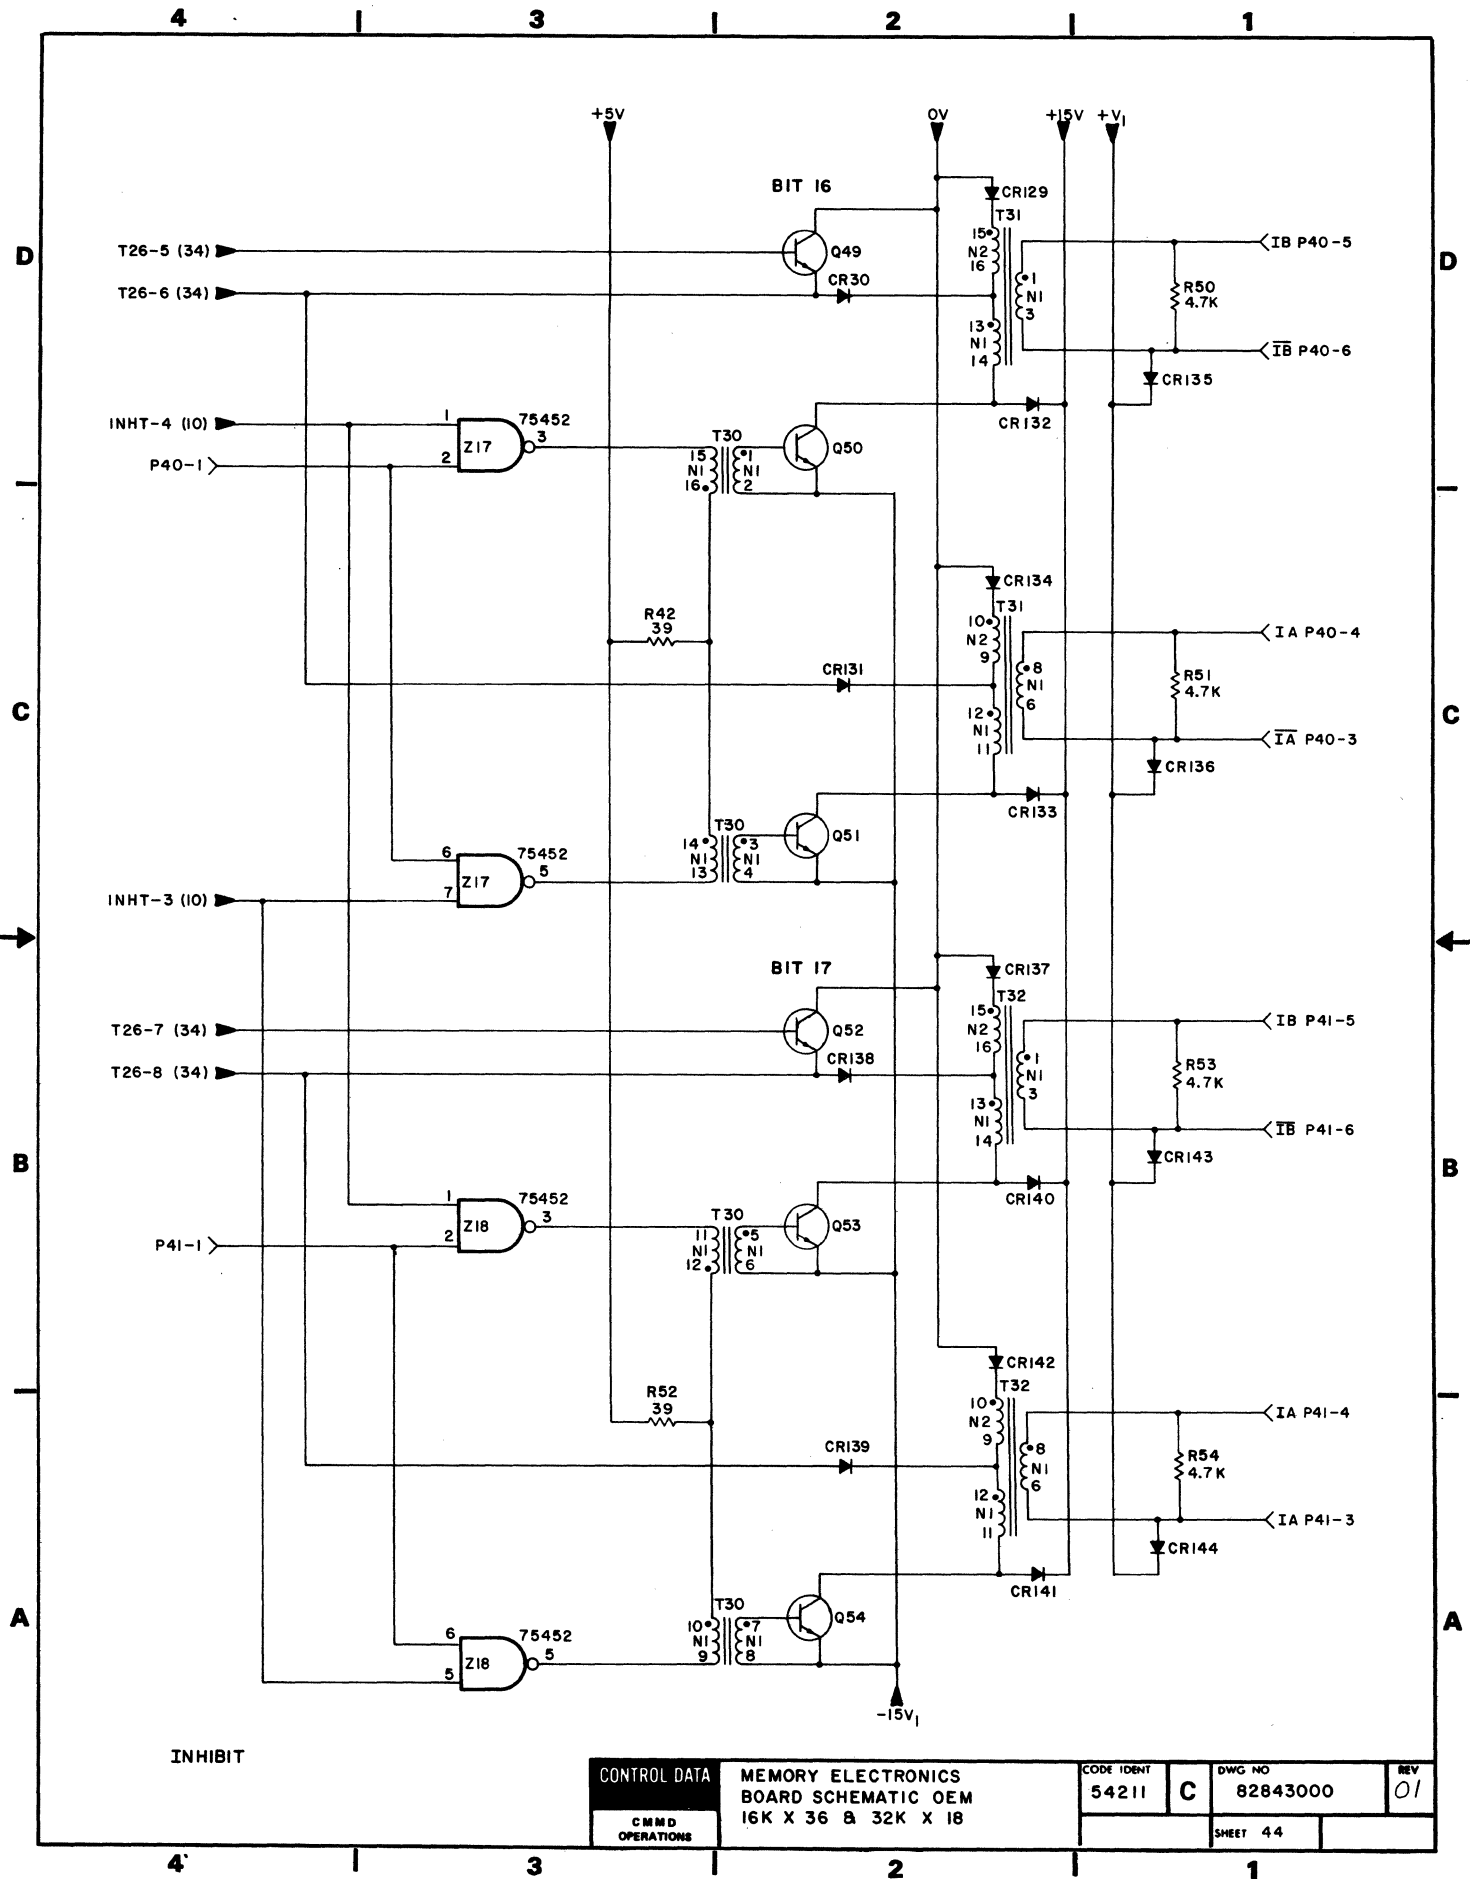 4 3 2 1
+5V 0V +15V +V1
BIT 16
CR129
T31
T26-5 (34) Q49 15 N2 16 IB P40-5
CR30
T26-6 (34) 1 N1 3 R50 4.7K
13 N1 14 IB P40-6
CR135
D D
INHT-4 (10) 1 75452 3 CR132
Z17 T30 Q50
P40-1 2 15 N1 16 1 N1 2
CR134
T31
R42 39 10 N2 9 IA P40-4
CR131 8 N1 6 R51 4.7K
C C
12 N1 11 IA P40-3
CR136
CR133
T30 Q51
6 75452 5 14 N1 13 3 N1 4
Z17
INHT-3 (10) 7
BIT 17 CR137
T32
T26-7 (34) Q52 15 N2 16 IB P41-5
CR138
T26-8 (34) 1 N1 3 R53 4.7K
13 N1 14 IB P41-6
CR143
B B
1 75452 3 CR140
Z18 T30 Q53
P41-1 2 11 N1 12 5 N1 6
CR142
T32
R52 39 10 N2 9 IA P41-4
CR139 8 N1 6 R54 4.7K
12 N1 11 IA P41-3
CR144
CR141
A A
T30 Q54
6 75452 5 10 N1 9 7 N1 8
Z18
5
-15V1
INHIBIT
CONTROL DATA
CMMD
OPERATIONS
MEMORY ELECTRONICS
BOARD SCHEMATIC OEM
16K X 36 & 32K X 18
CODE IDENT
54211
C
DWG NO
82843000
REV
01
SHEET 44
4 3 2 1